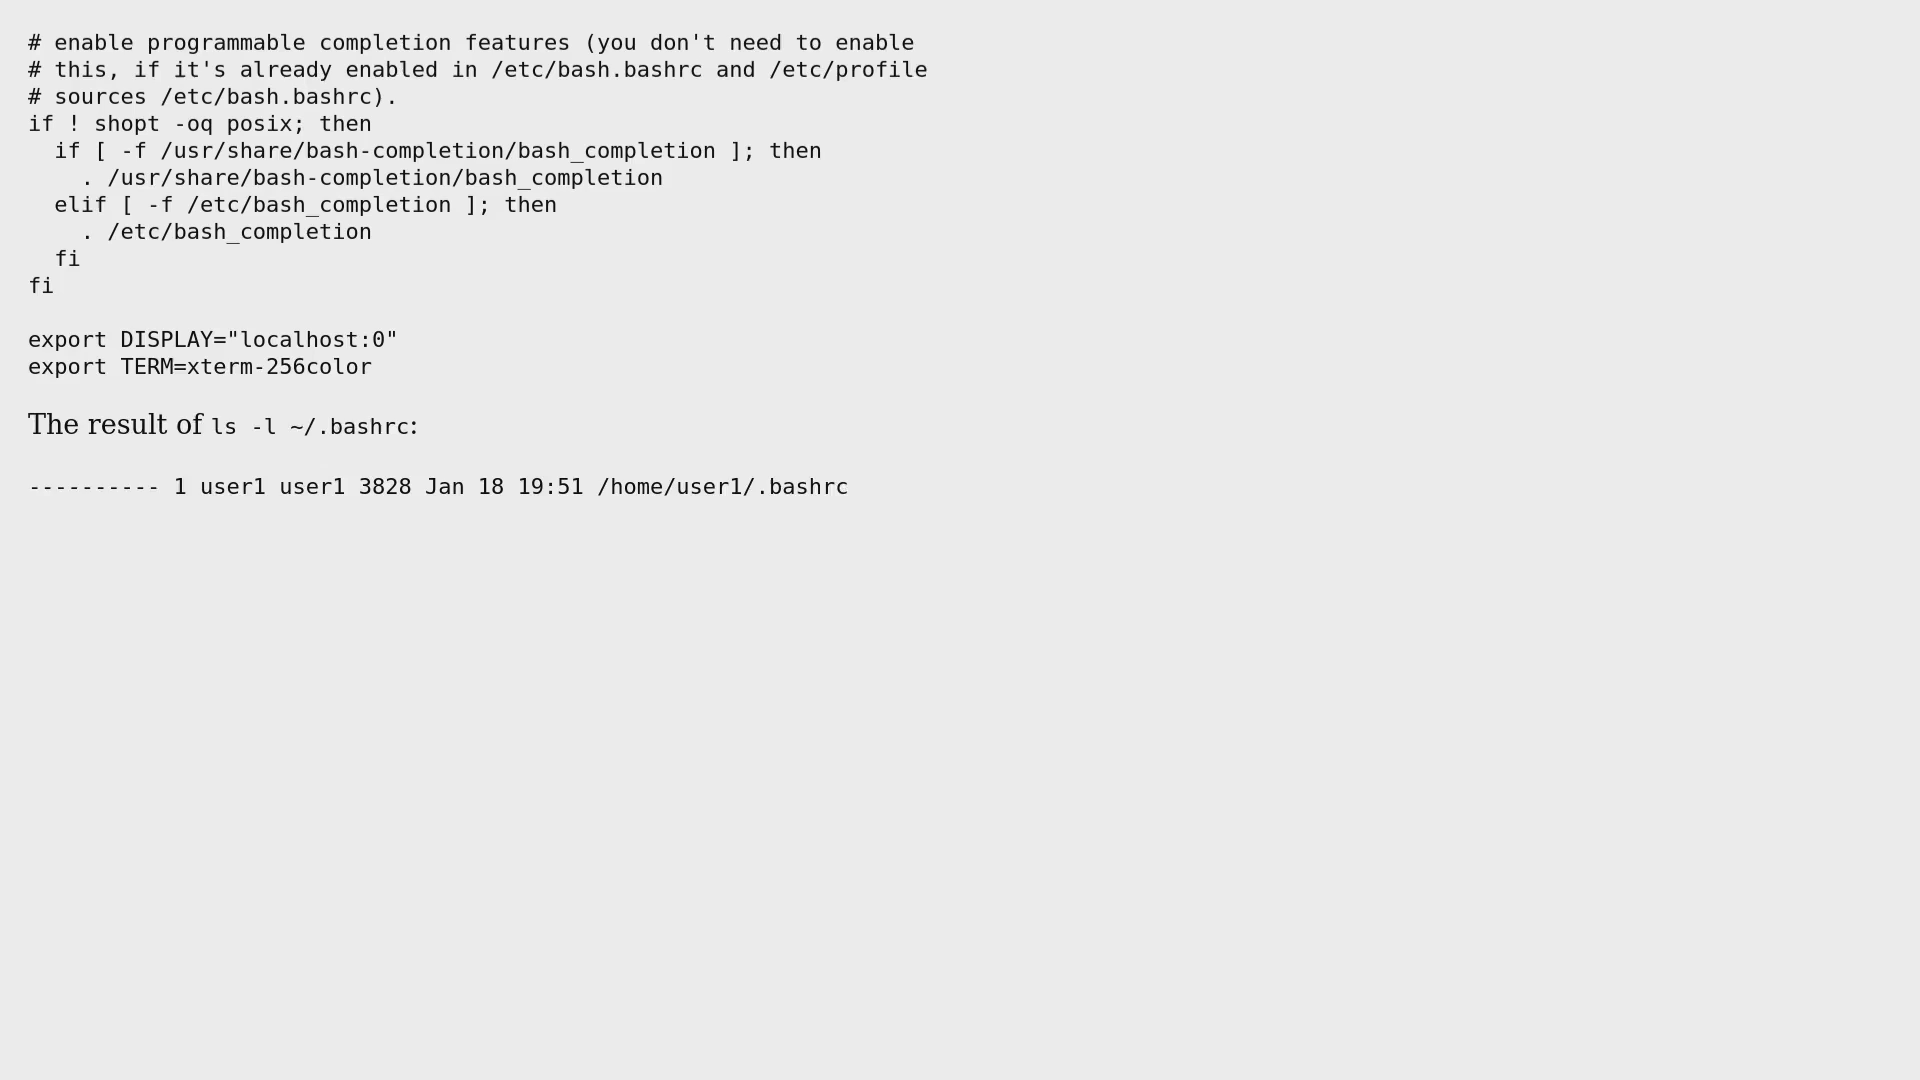 # enable programmable completion features (you don't need to enable
# this, if it's already enabled in /etc/bash.bashrc and /etc/profile
# sources /etc/bash.bashrc).
if ! shopt -oq posix; then
  if [ -f /usr/share/bash-completion/bash_completion ]; then
    . /usr/share/bash-completion/bash_completion
  elif [ -f /etc/bash_completion ]; then
    . /etc/bash_completion
  fi
fi

export DISPLAY="localhost:0"
export TERM=xterm-256color

The result of ls -l ~/.bashrc:

---------- 1 user1 user1 3828 Jan 18 19:51 /home/user1/.bashrc